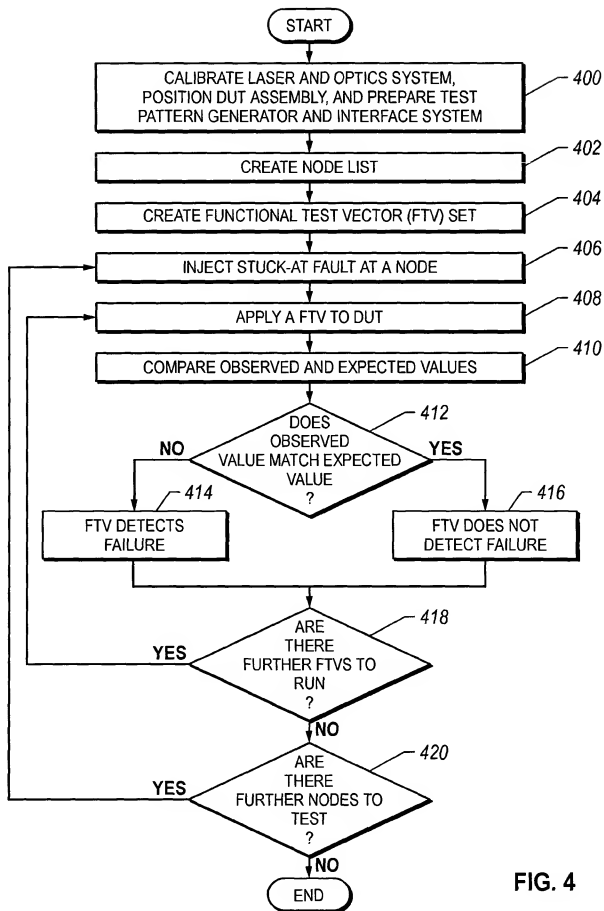 START
CALIBRATE LASER AND OPTICS SYSTEM,
POSITION DUT ASSEMBLY, AND PREPARE TEST
PATTERN GENERATOR AND INTERFACE SYSTEM
400
CREATE NODE LIST
402
CREATE FUNCTIONAL TEST VECTOR (FTV) SET
404
INJECT STUCK-AT FAULT AT A NODE
406
APPLY A FTV TO DUT
408
COMPARE OBSERVED AND EXPECTED VALUES
410
DOES
OBSERVED
VALUE MATCH EXPECTED
VALUE
?
412
NO
YES
FTV DETECTS
FAILURE
414
FTV DOES NOT
DETECT FAILURE
416
ARE
THERE
FURTHER FTVS TO
RUN
?
418
YES
NO
ARE
THERE
FURTHER NODES TO
TEST
?
420
YES
NO
END
FIG. 4